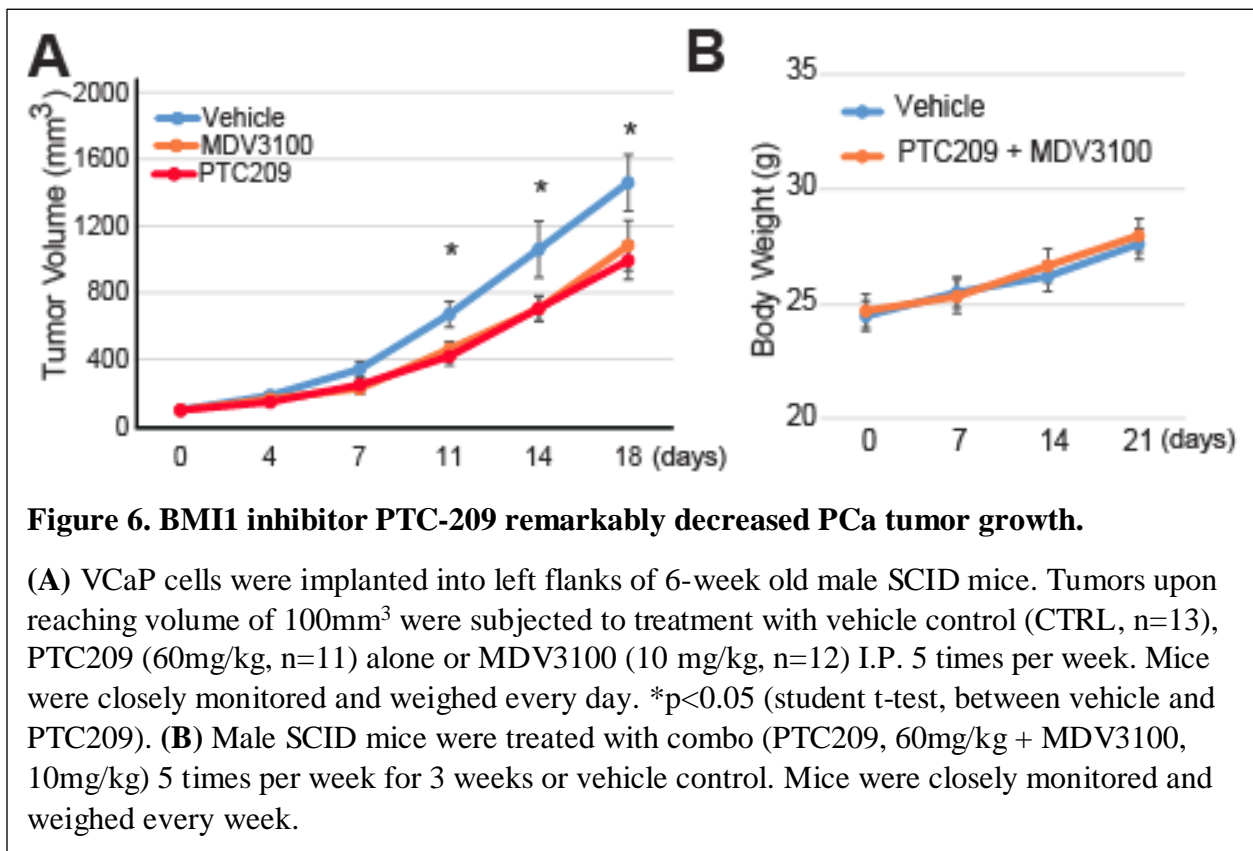 A
B
Tumor Volume (mm³)
2000
1600
1200
800
400
0
Vehicle
MDV3100
PTC209
*
*
*
0 4 7 11 14 18 (days)
Body Weight (g)
35
30
25
20
Vehicle
PTC209 + MDV3100
0 7 14 21 (days)
Figure 6. BMI1 inhibitor PTC-209 remarkably decreased PCa tumor growth.
(A) VCaP cells were implanted into left flanks of 6-week old male SCID mice. Tumors upon
reaching volume of 100mm³ were subjected to treatment with vehicle control (CTRL, n=13),
PTC209 (60mg/kg, n=11) alone or MDV3100 (10 mg/kg, n=12) I.P. 5 times per week. Mice
were closely monitored and weighed every day. *p<0.05 (student t-test, between vehicle and
PTC209). (B) Male SCID mice were treated with combo (PTC209, 60mg/kg + MDV3100,
10mg/kg) 5 times per week for 3 weeks or vehicle control. Mice were closely monitored and
weighed every week.